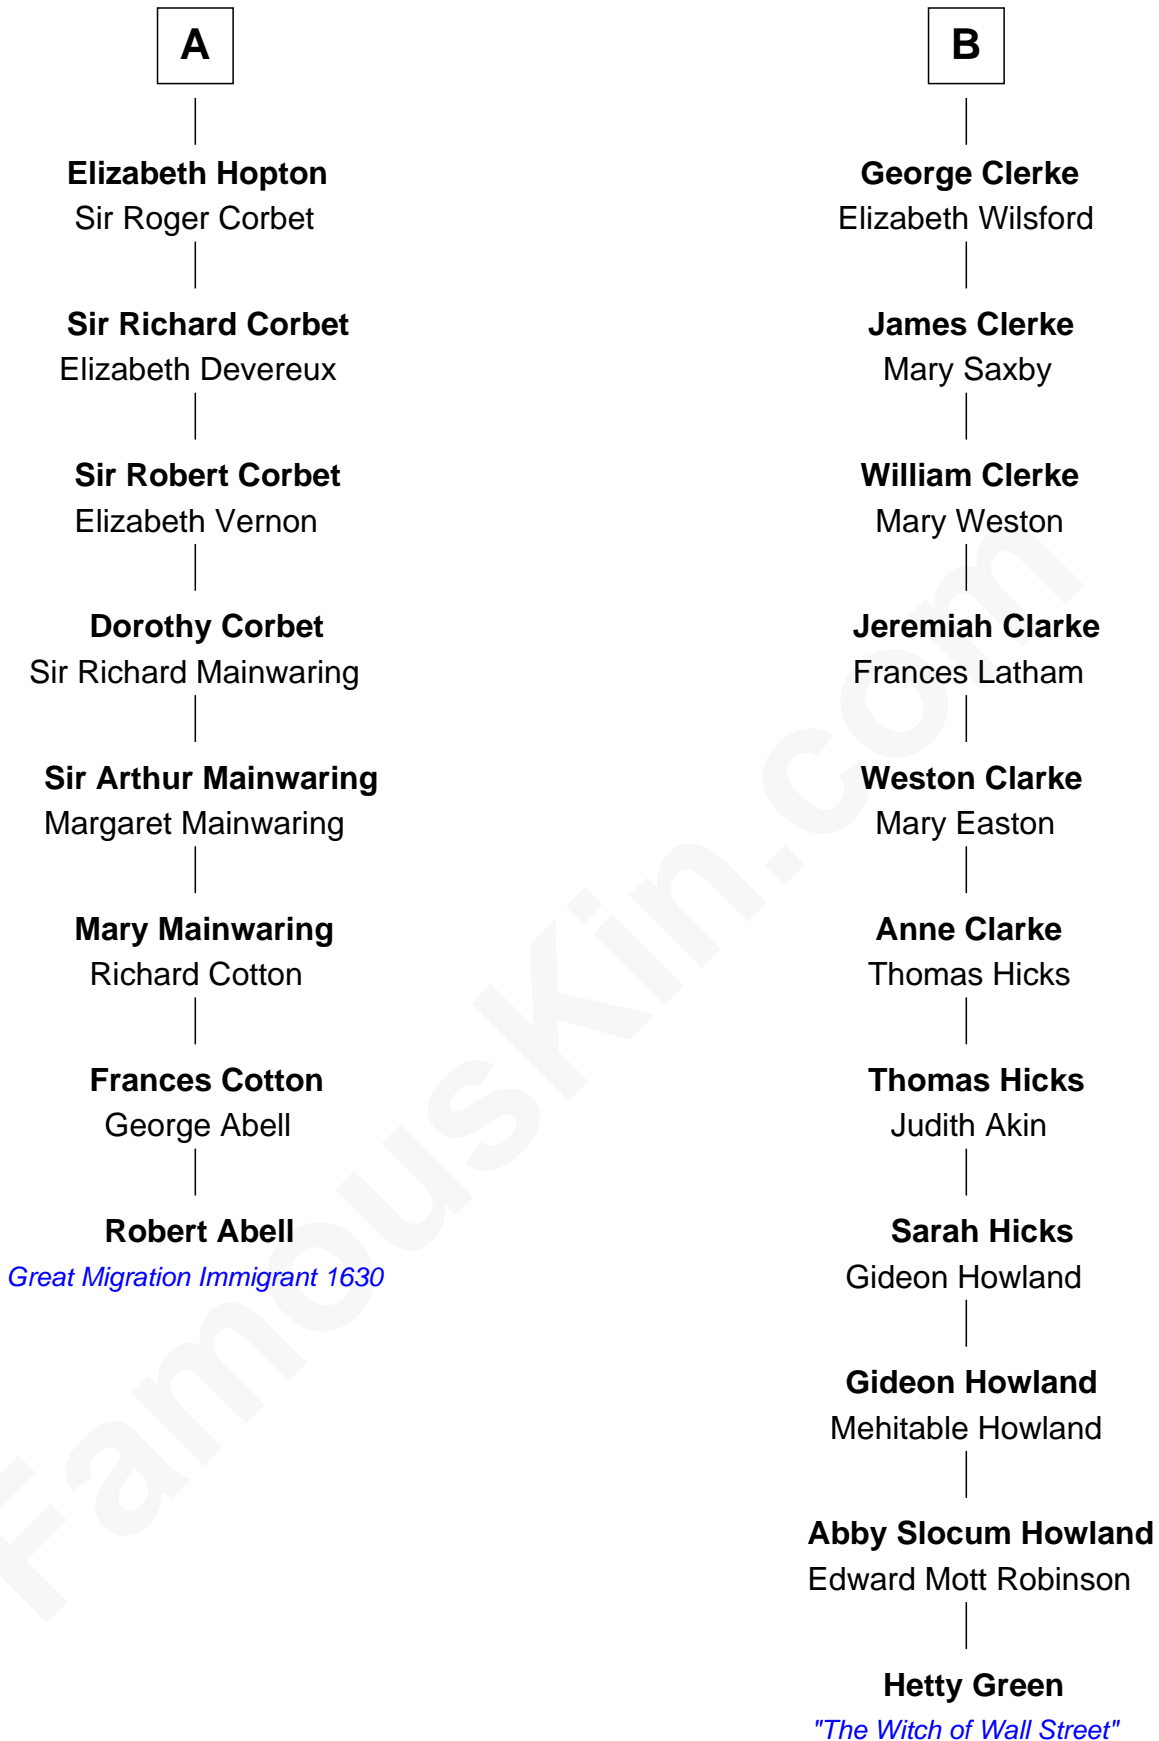 A
Elizabeth Hopton
Sir Roger Corbet
Sir Richard Corbet
Elizabeth Devereux
Sir Robert Corbet
Elizabeth Vernon
Dorothy Corbet
Sir Richard Mainwaring
Sir Arthur Mainwaring
Margaret Mainwaring
Mary Mainwaring
Richard Cotton
Frances Cotton
George Abell
Robert Abell
Great Migration Immigrant 1630
B
George Clerke
Elizabeth Wilsford
James Clerke
Mary Saxby
William Clerke
Mary Weston
Jeremiah Clarke
Frances Latham
Weston Clarke
Mary Easton
Anne Clarke
Thomas Hicks
Thomas Hicks
Judith Akin
Sarah Hicks
Gideon Howland
Gideon Howland
Mehitable Howland
Abby Slocum Howland
Edward Mott Robinson
Hetty Green
"The Witch of Wall Street"
FamousKin.com